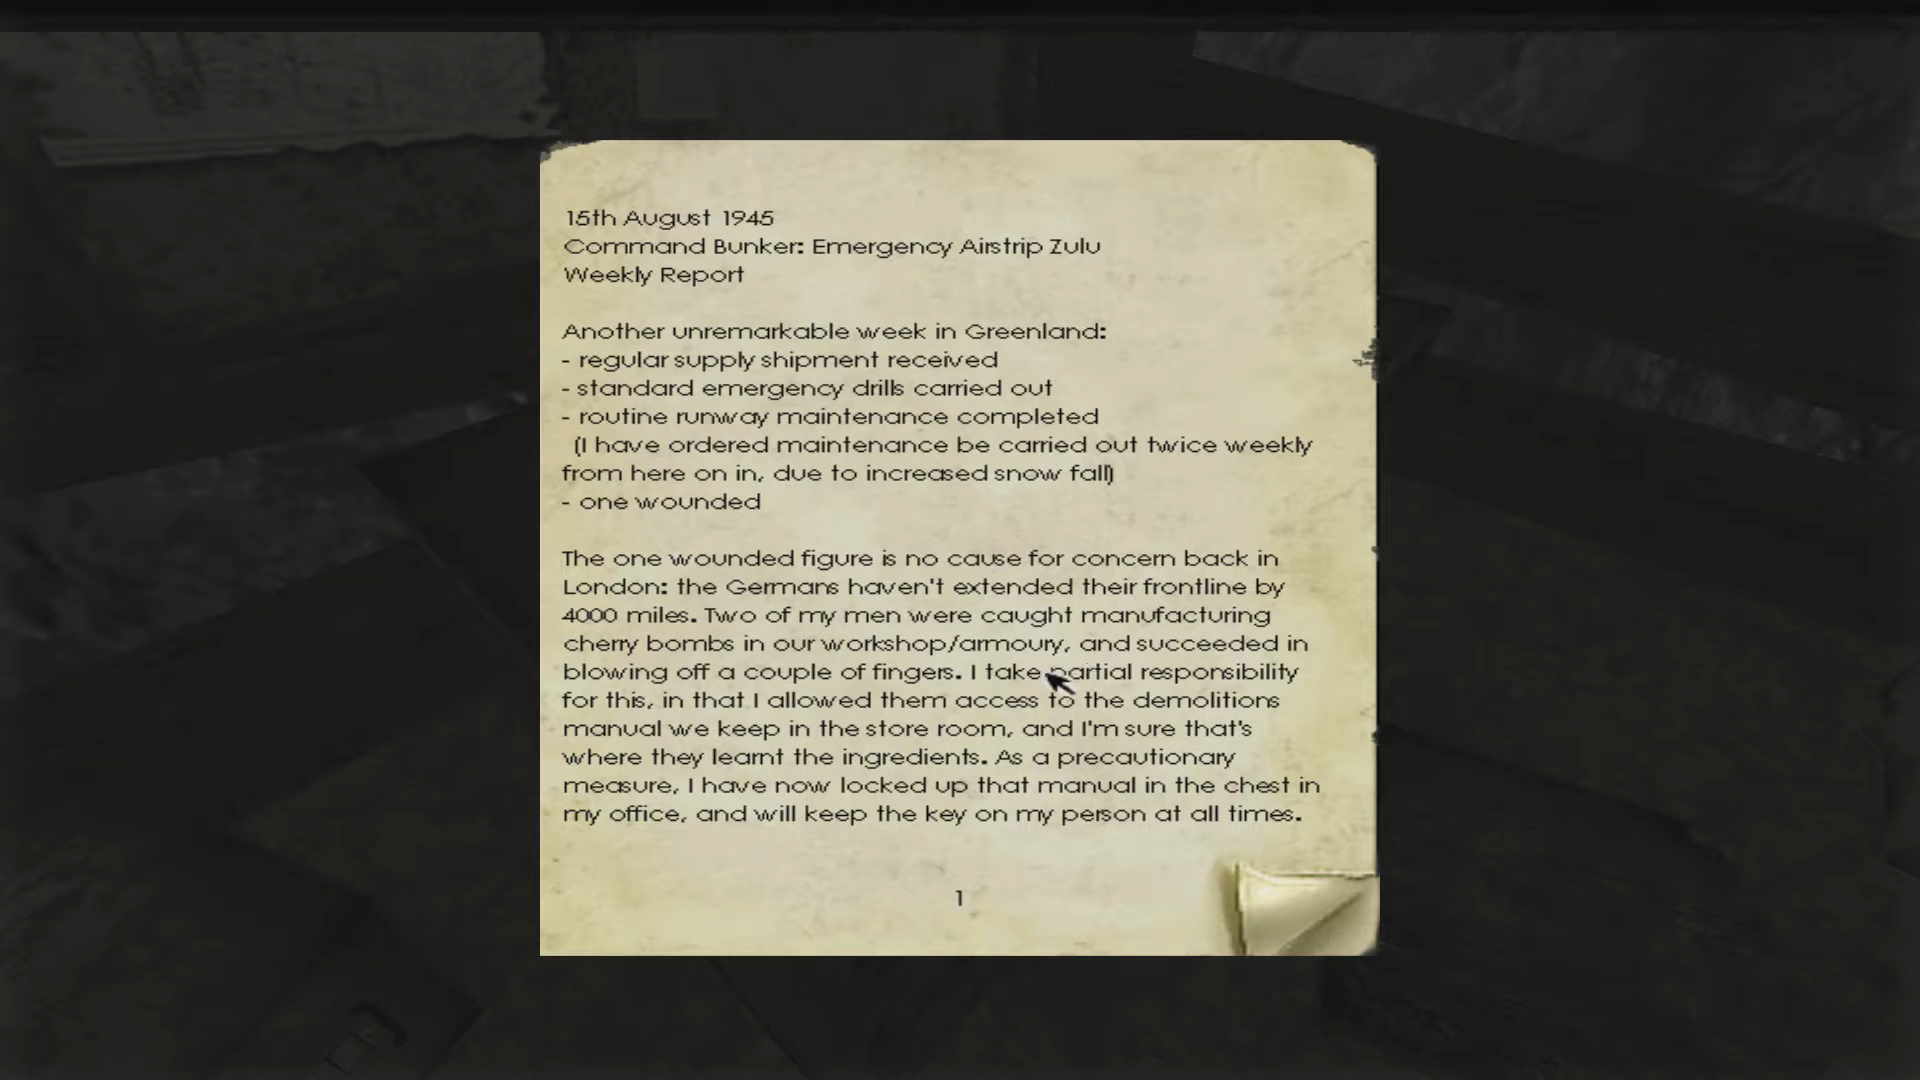 15th August 1945
Command Bunker: Emergency Airstrip Zulu
Weekly Report
Another unremarkable week in Greenland:
- regular supply shipment received
- standard emergency drills carried out
- routine runway maintenance completed
(I have ordered maintenance be carried out twice weekly
from here on in, due to increased snow fall)
- one wounded
The one wounded figure is no cause for concern back in
London: the Germans haven't extended their frontline by
4000 miles. Two of my men were caught manufacturing
cherry bombs in our workshop/armoury, and succeeded in
blowing off a couple of fingers. I take partial responsibility
for this, in that I allowed them access to the demolitions
manual we keep in the store room, and I'm sure that's
where they learnt the ingredients. As a precautionary
measure, I have now locked up that manual in the chest in
my office, and will keep the key on my person at all times.
1